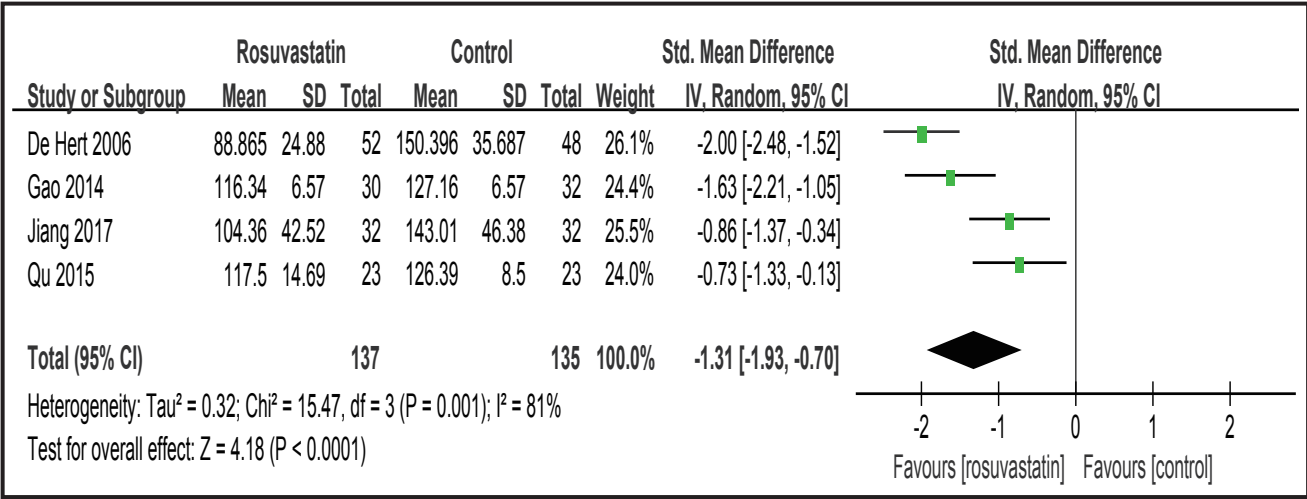 Rosuvastatin Control Std. Mean Difference Std. Mean Difference
Study or Subgroup Mean SD Total Mean SD Total Weight IV, Random, 95% CI IV, Random, 95% CI
De Hert 2006 88.865 24.88 52 150.396 35.687 48 26.1% -2.00 [-2.48, -1.52]
Gao 2014 116.34 6.57 30 127.16 6.57 32 24.4% -1.63 [-2.21, -1.05]
Jiang 2017 104.36 42.52 32 143.01 46.38 32 25.5% -0.86 [-1.37, -0.34]
Qu 2015 117.5 14.69 23 126.39 8.5 23 24.0% -0.73 [-1.33, -0.13]
Total (95% CI) 137 135 100.0% -1.31 [-1.93, -0.70]
Heterogeneity: Tau² = 0.32; Chi² = 15.47, df = 3 (P = 0.001); I² = 81%
Test for overall effect: Z = 4.18 (P < 0.0001)
-2 -1 0 1 2
Favours [rosuvastatin] Favours [control]